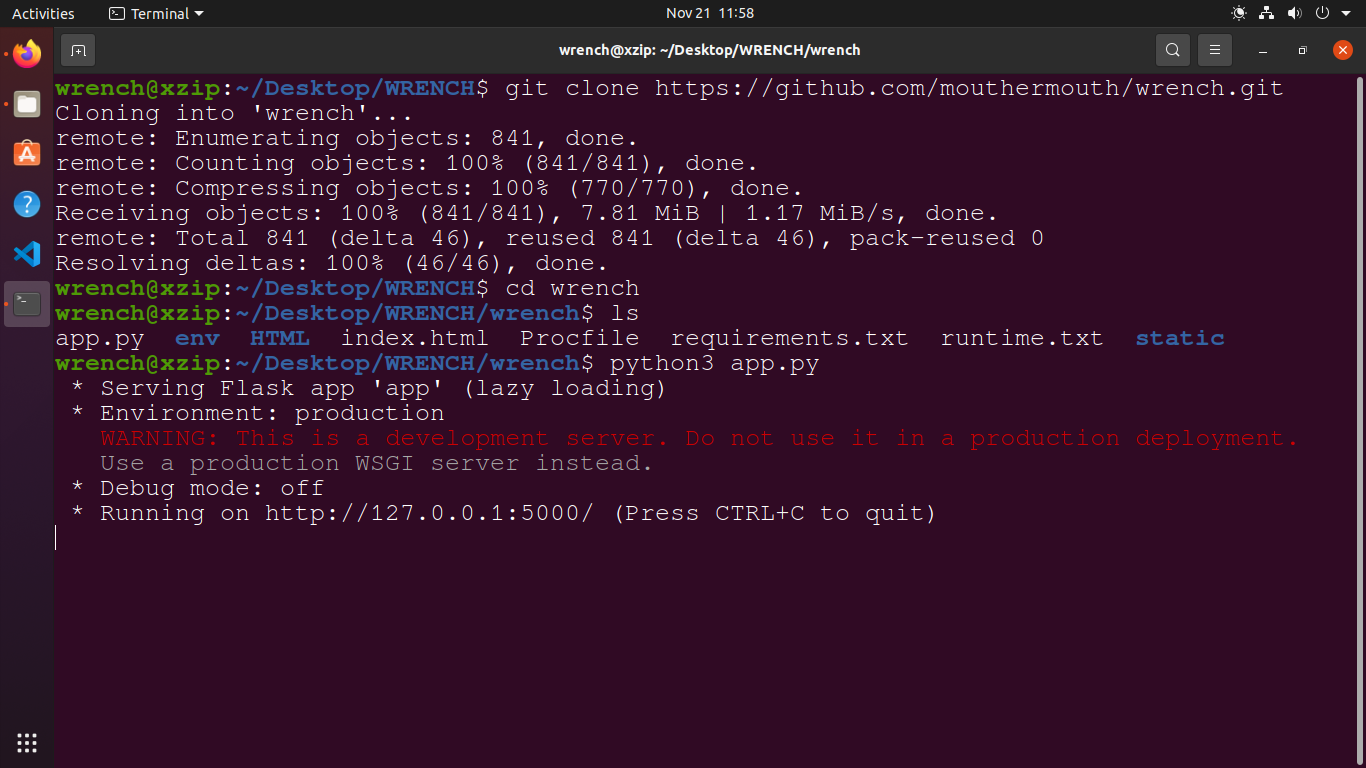 Activities Terminal Nov 21 11:58
wrench@xzip: ~/Desktop/WRENCH/wrench
wrench@xzip:~/Desktop/WRENCH$ git clone https://github.com/mouthermouth/wrench.git
Cloning into 'wrench'...
remote: Enumerating objects: 841, done.
remote: Counting objects: 100% (841/841), done.
remote: Compressing objects: 100% (770/770), done.
Receiving objects: 100% (841/841), 7.81 MiB | 1.17 MiB/s, done.
remote: Total 841 (delta 46), reused 841 (delta 46), pack-reused 0
Resolving deltas: 100% (46/46), done.
wrench@xzip:~/Desktop/WRENCH$ cd wrench
wrench@xzip:~/Desktop/WRENCH/wrench$ ls
app.py env HTML index.html Procfile requirements.txt runtime.txt static
wrench@xzip:~/Desktop/WRENCH/wrench$ python3 app.py
* Serving Flask app 'app' (lazy loading)
* Environment: production
WARNING: This is a development server. Do not use it in a production deployment.
Use a production WSGI server instead.
* Debug mode: off
* Running on http://127.0.0.1:5000/ (Press CTRL+C to quit)